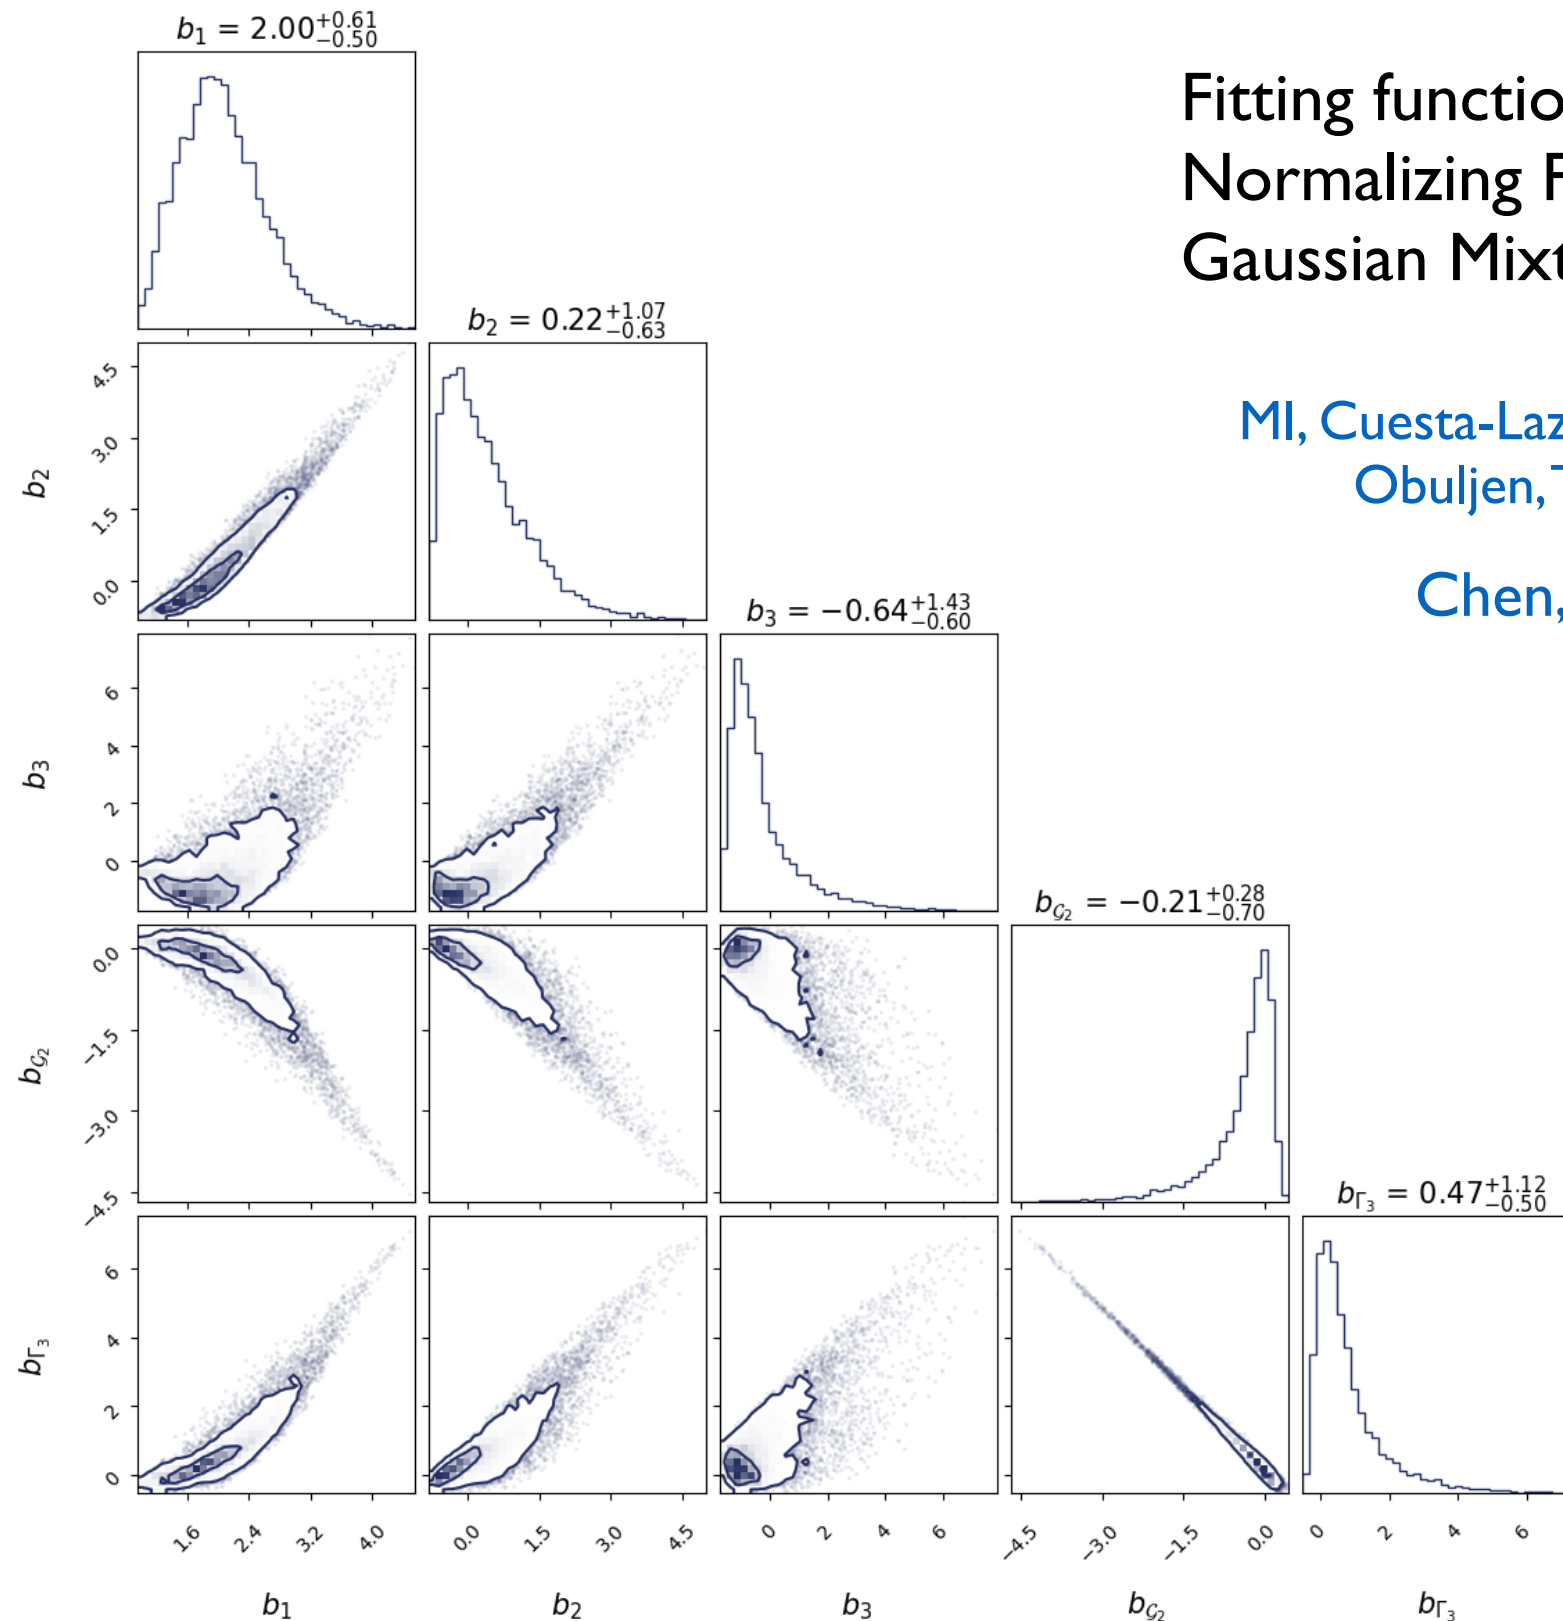 b₁ = 2.00^{+0.61}_{−0.50}
Fitting functio
Normalizing F
Gaussian Mixt
b₂ = 0.22^{+1.07}_{−0.63}
MI, Cuesta-Laz
Obuljen, T
Chen,
b₃ = −0.64^{+1.43}_{−0.60}
b_{𝒢₂} = −0.21^{+0.28}_{−0.70}
b_{Γ₃} = 0.47^{+1.12}_{−0.50}
b₂
4.5
3.0
1.5
0.0
b₃
6
4
2
0
b_{𝒢₂}
0.0
−1.5
−3.0
−4.5
b_{Γ₃}
6
4
2
0
1.6 2.4 3.2 4.0 0.0 1.5 3.0 4.5 0 2 4 6 −4.5 −3.0 −1.5 0.0 0 2 4 6
b₁ b₂ b₃ b_{𝒢₂} b_{Γ₃}